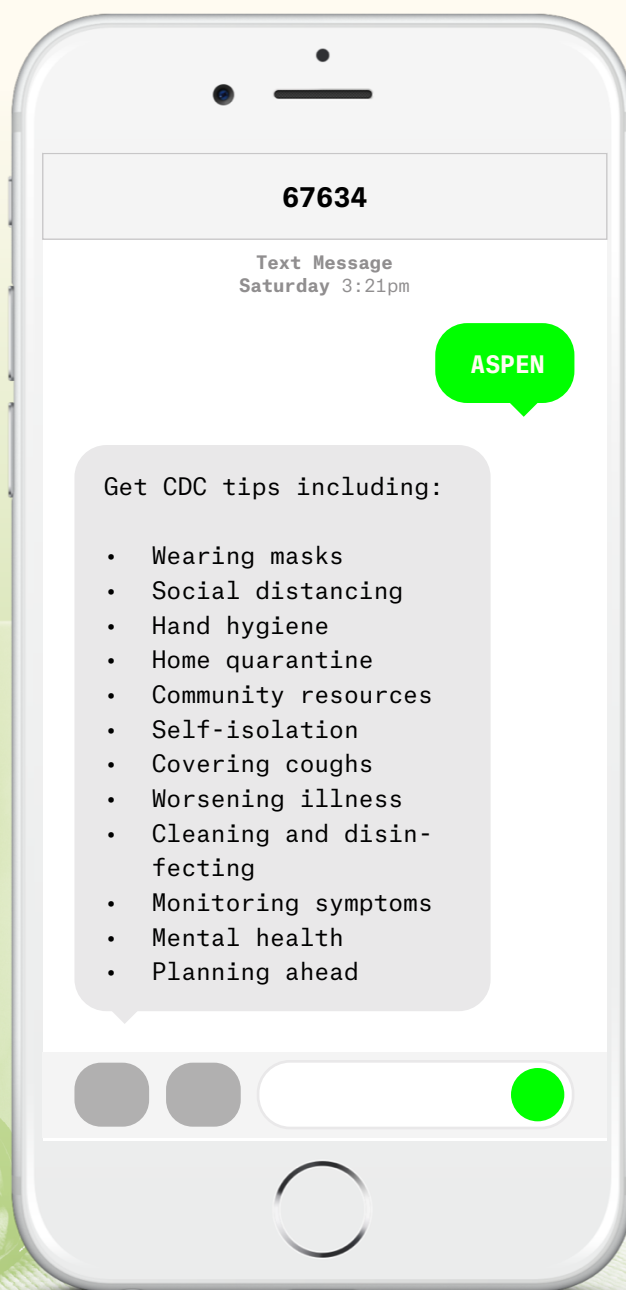 67634
Text Message
Saturday 3:21pm
ASPEN
Get CDC tips including:
• Wearing masks
• Social distancing
• Hand hygiene
• Home quarantine
• Community resources
• Self-isolation
• Covering coughs
• Worsening illness
• Cleaning and disin-
fecting
• Monitoring symptoms
• Mental health
• Planning ahead